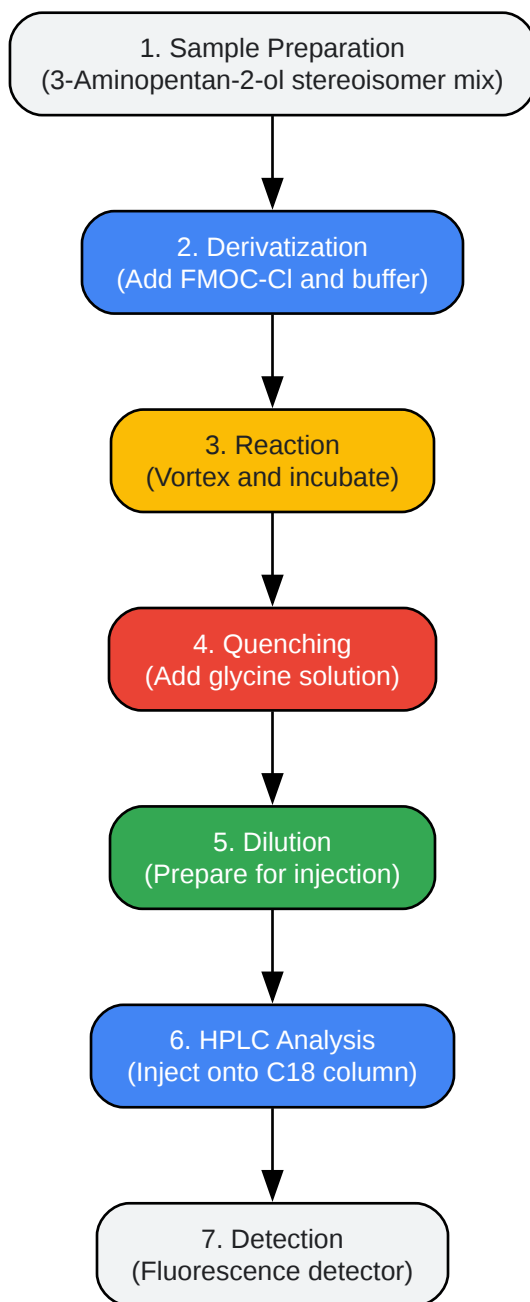 1. Sample Preparation
(3-Aminopentan-2-ol stereoisomer mix)
2. Derivatization
(Add FMOC-Cl and buffer)
3. Reaction
(Vortex and incubate)
4. Quenching
(Add glycine solution)
5. Dilution
(Prepare for injection)
6. HPLC Analysis
(Inject onto C18 column)
7. Detection
(Fluorescence detector)